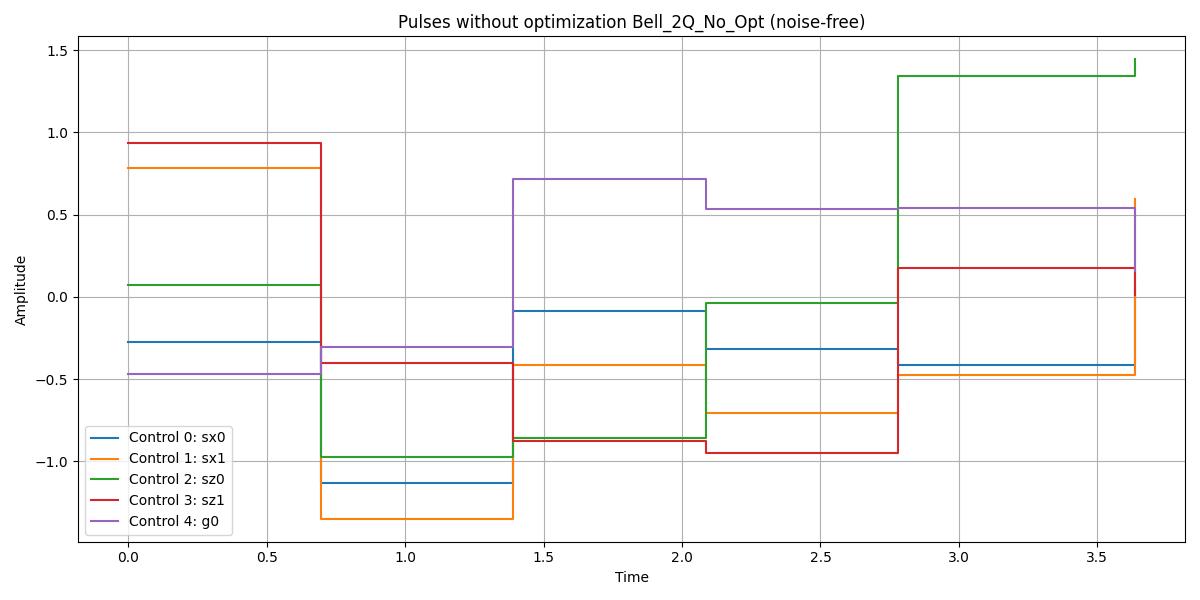 Pulses without optimization Bell_2Q_No_Opt (noise-free)
1.5
1.0
0.5
0.0
−0.5
−1.0
Amplitude
Control 0: sx0
Control 1: sx1
Control 2: sz0
Control 3: sz1
Control 4: g0
0.0 0.5 1.0 1.5 2.0 2.5 3.0 3.5
Time